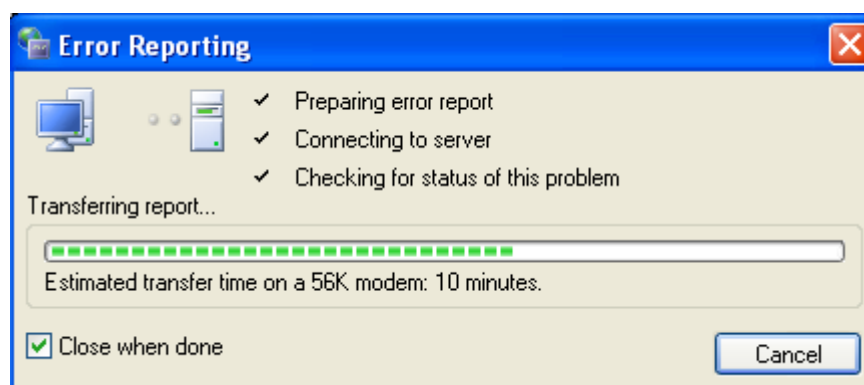 Error Reporting
Preparing error report
Connecting to server
Checking for status of this problem
Transferring report...
Estimated transfer time on a 56K modem: 10 minutes.
Close when done
Cancel